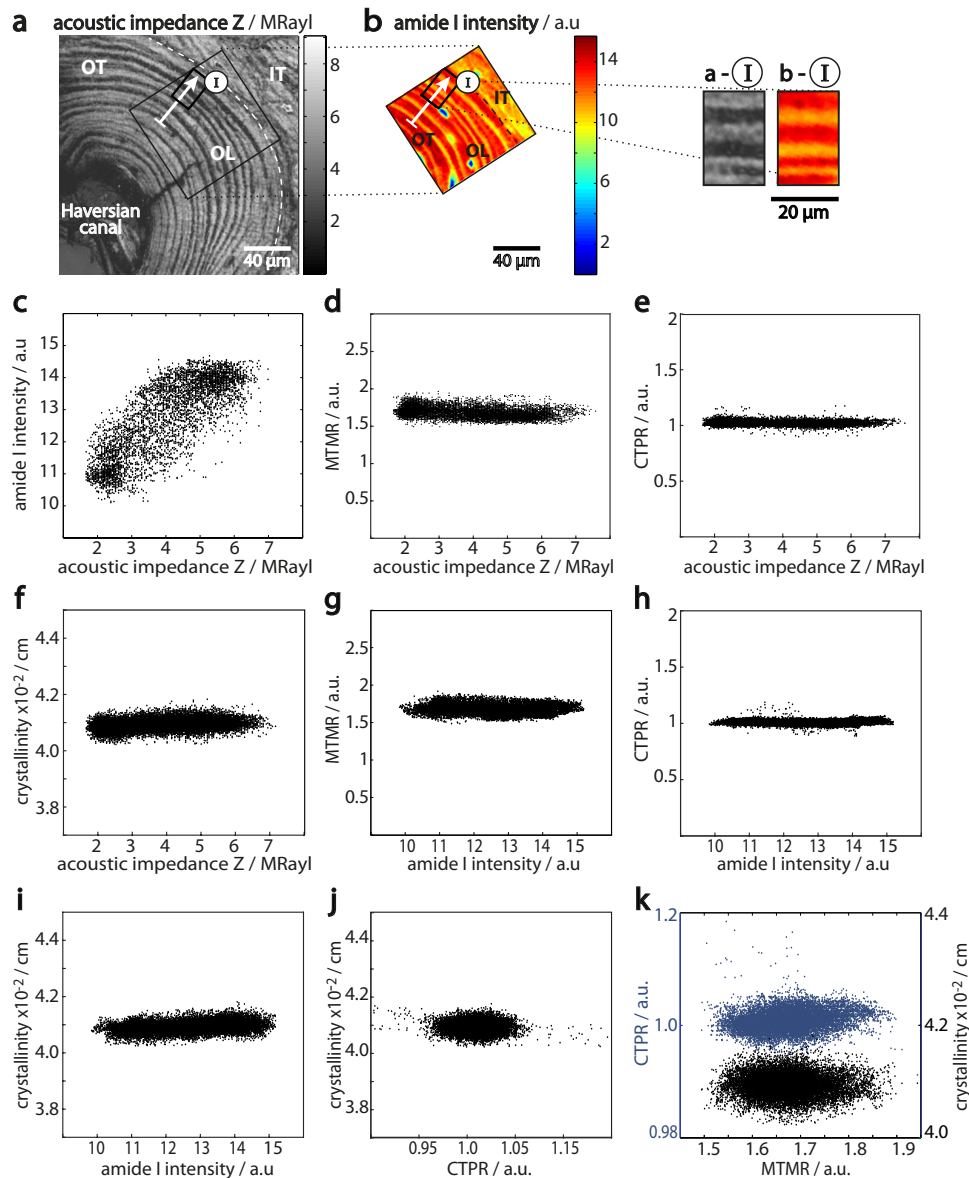 a
acoustic impedance Z / MRayl
OT
IT
I
OL
Haversian
canal
40 µm
8
6
4
2
b
amide I intensity / a.u
I
IT
OT
OL
40 µm
14
10
6
2
a - I
b - I
20 µm
c
amide I intensity / a.u
15
14
13
12
11
10
2 3 4 5 6 7
acoustic impedance Z / MRayl
d
MTMR / a.u.
2.5
2
1.5
1
0.5
2 3 4 5 6 7
acoustic impedance Z / MRayl
e
CTPR / a.u.
2
1.5
1
0.5
2 3 4 5 6 7
acoustic impedance Z / MRayl
f
crystallinity x10⁻² / cm
4.4
4.2
4.0
3.8
2 3 4 5 6 7
acoustic impedance Z / MRayl
g
MTMR / a.u.
2.5
2
1.5
1
0.5
10 11 12 13 14 15
amide I intensity / a.u
h
CTPR / a.u.
2
1.5
1
0.5
10 11 12 13 14 15
amide I intensity / a.u
i
crystallinity x10⁻² / cm
4.4
4.2
4.0
3.8
10 11 12 13 14 15
amide I intensity / a.u
j
crystallinity x10⁻² / cm
4.4
4.2
4.0
3.8
0.95 1.0 1.05 1.15
CTPR / a.u.
k
CTPR / a.u.
1.2
1.0
0.98
4.4
4.2
4.0
crystallinity x10⁻² / cm
1.5 1.6 1.7 1.8 1.9
MTMR / a.u.